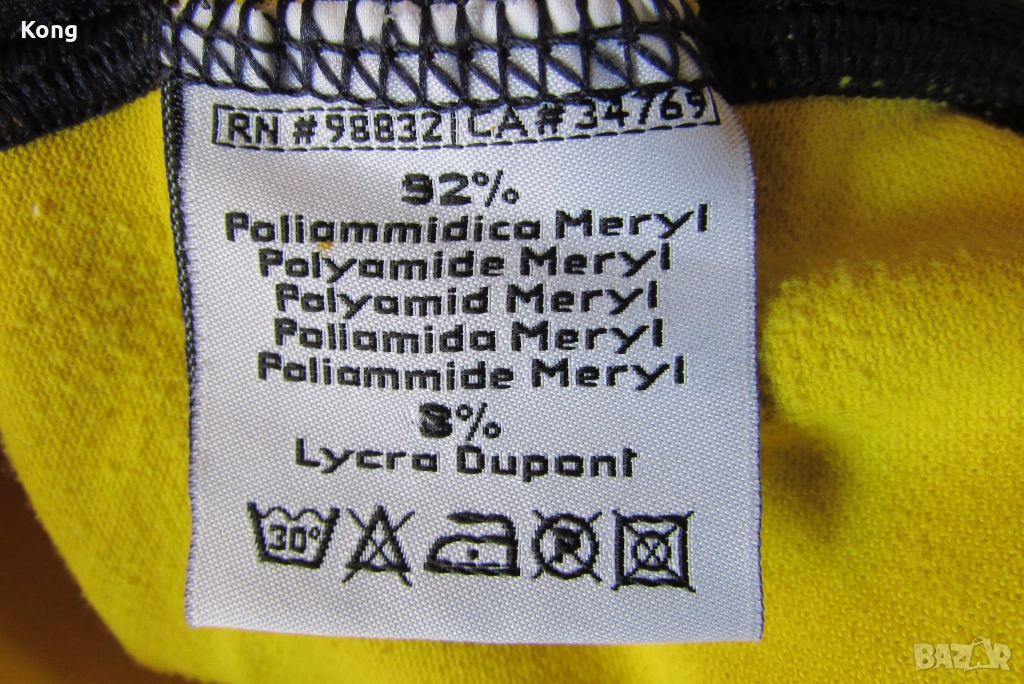 Kong
RN #98832 CA# 34769
92%
Poliammidica Meryl
Polyamide Meryl
Polyamid Meryl
Poliamida Meryl
Poliammide Meryl
8%
Lycra Dupont
30° P
BAZAR